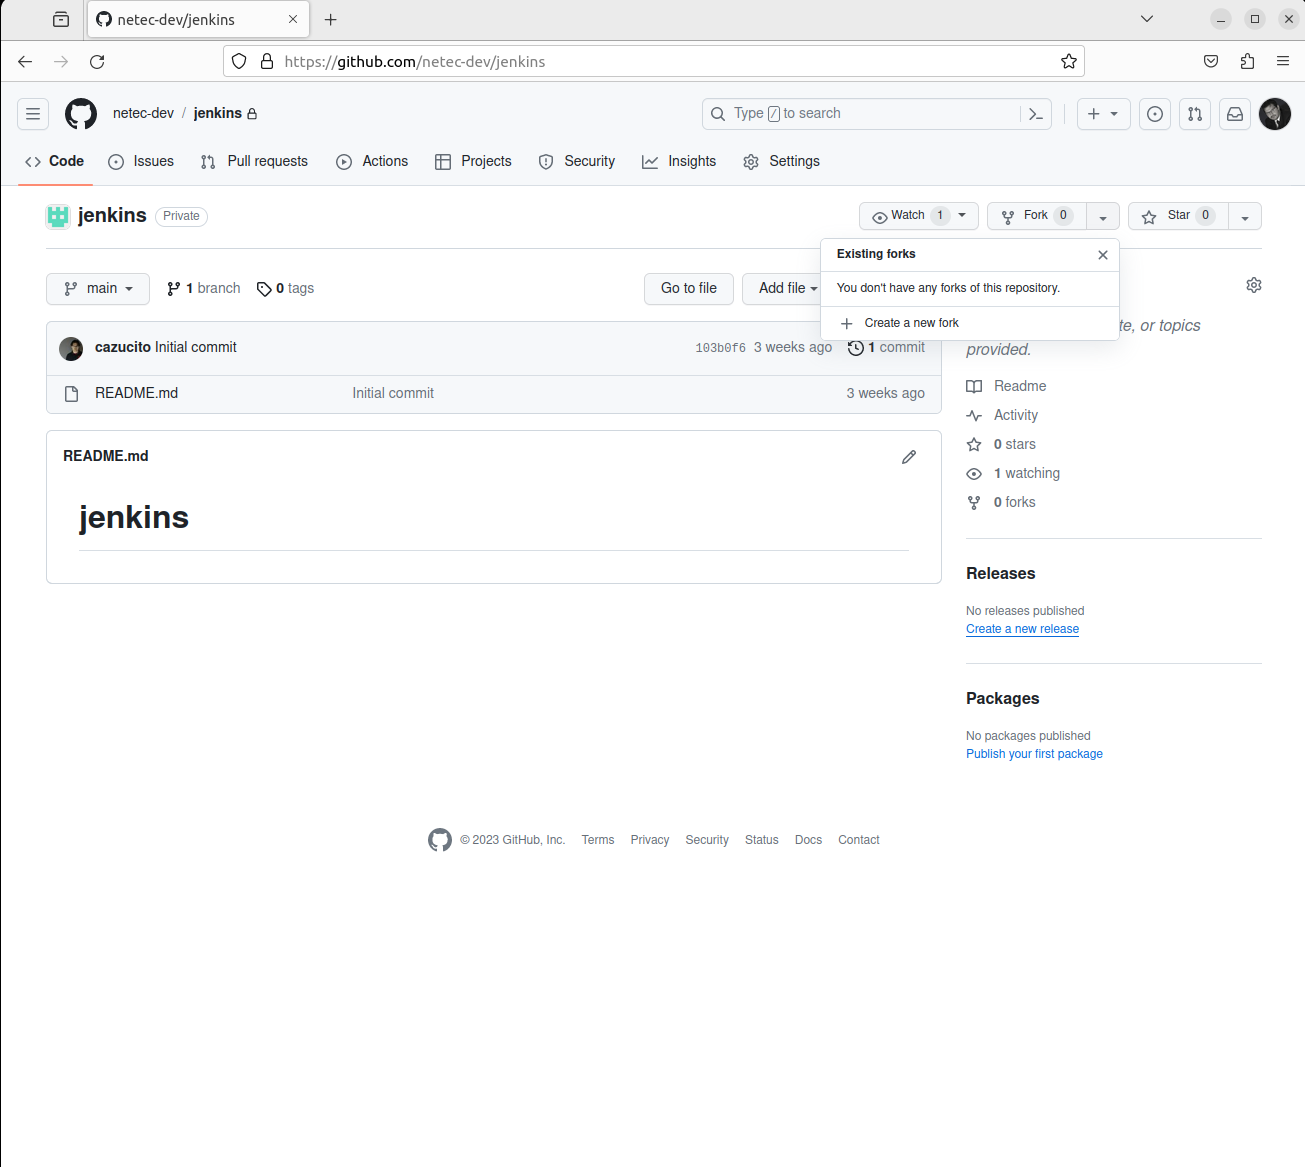 netec-dev/jenkins
https://github.com/netec-dev/jenkins
netec-dev / jenkins
Type / to search
Code Issues Pull requests Actions Projects Security Insights Settings
jenkins Private
Watch 1 Fork 0 Star 0
Existing forks
You don't have any forks of this repository.
Create a new fork
main 1 branch 0 tags Go to file Add file
te, or topics
provided.
cazucito Initial commit 103b0f6 3 weeks ago 1 commit
README.md Initial commit 3 weeks ago
README.md
jenkins
Readme
Activity
0 stars
1 watching
0 forks
Releases
No releases published
Create a new release
Packages
No packages published
Publish your first package
© 2023 GitHub, Inc. Terms Privacy Security Status Docs Contact